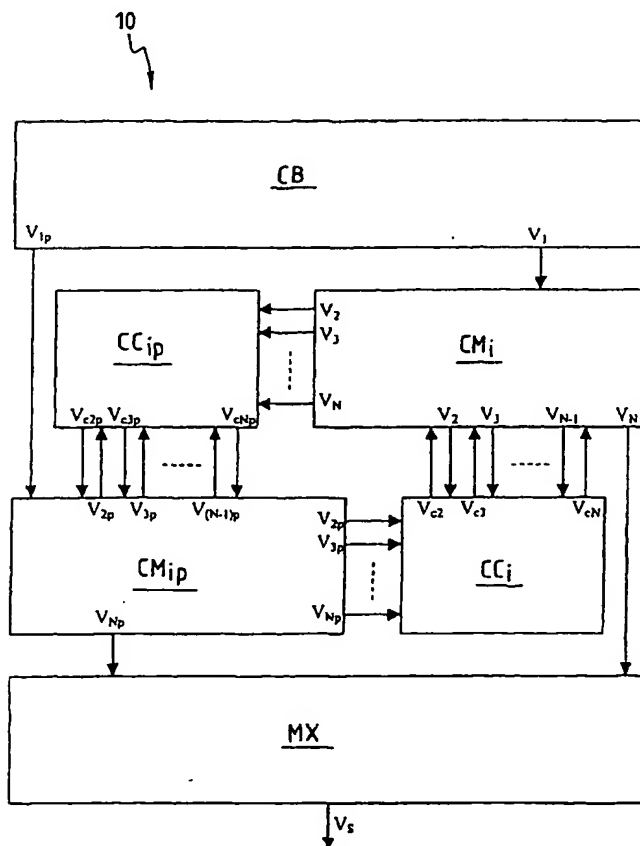 10
CB
V1p V1
CCip
V2
V3
VN
CMi
Vc2p Vc3p VcNp
V2 V3 VN-1 VN
V2p V3p V(N-1)p
Vc2 Vc3 VcN
CMip
V2p
V3p
VNp
CCi
VNp
MX
Vs